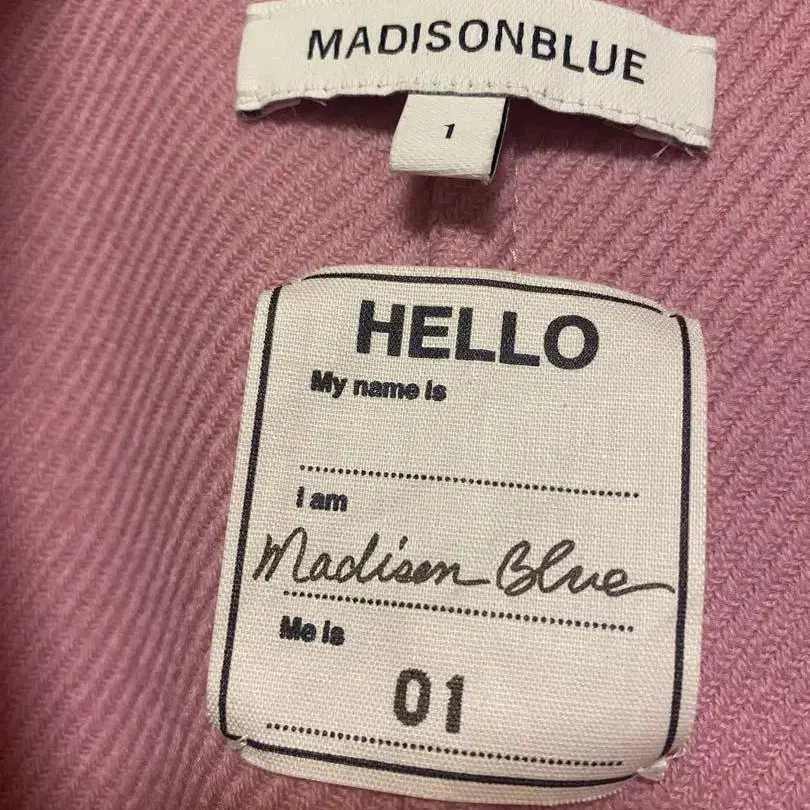 MADISONBLUE
1
HELLO
My name is
I am
Madison Blue
Me is
01